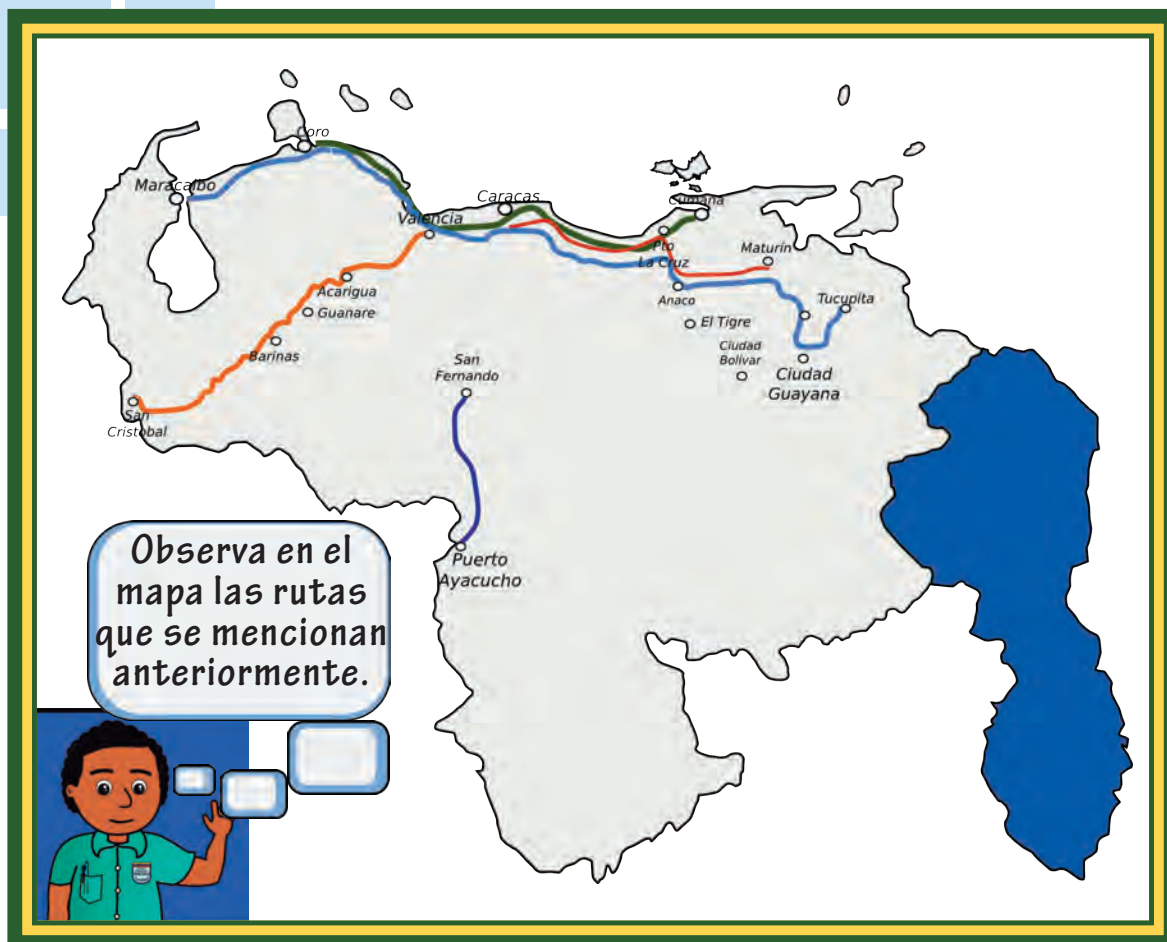 Coro
Maracaibo
Caracas
Cumaná
Valencia
Pto
La Cruz
Maturín
Acarigua
Guanare
Anaco
Tucupita
El Tigre
Barinas
Ciudad
Bolívar
San
Fernando
Ciudad
Guayana
San
Cristóbal
Puerto
Ayacucho
Observa en el
mapa las rutas
que se mencionan
anteriormente.